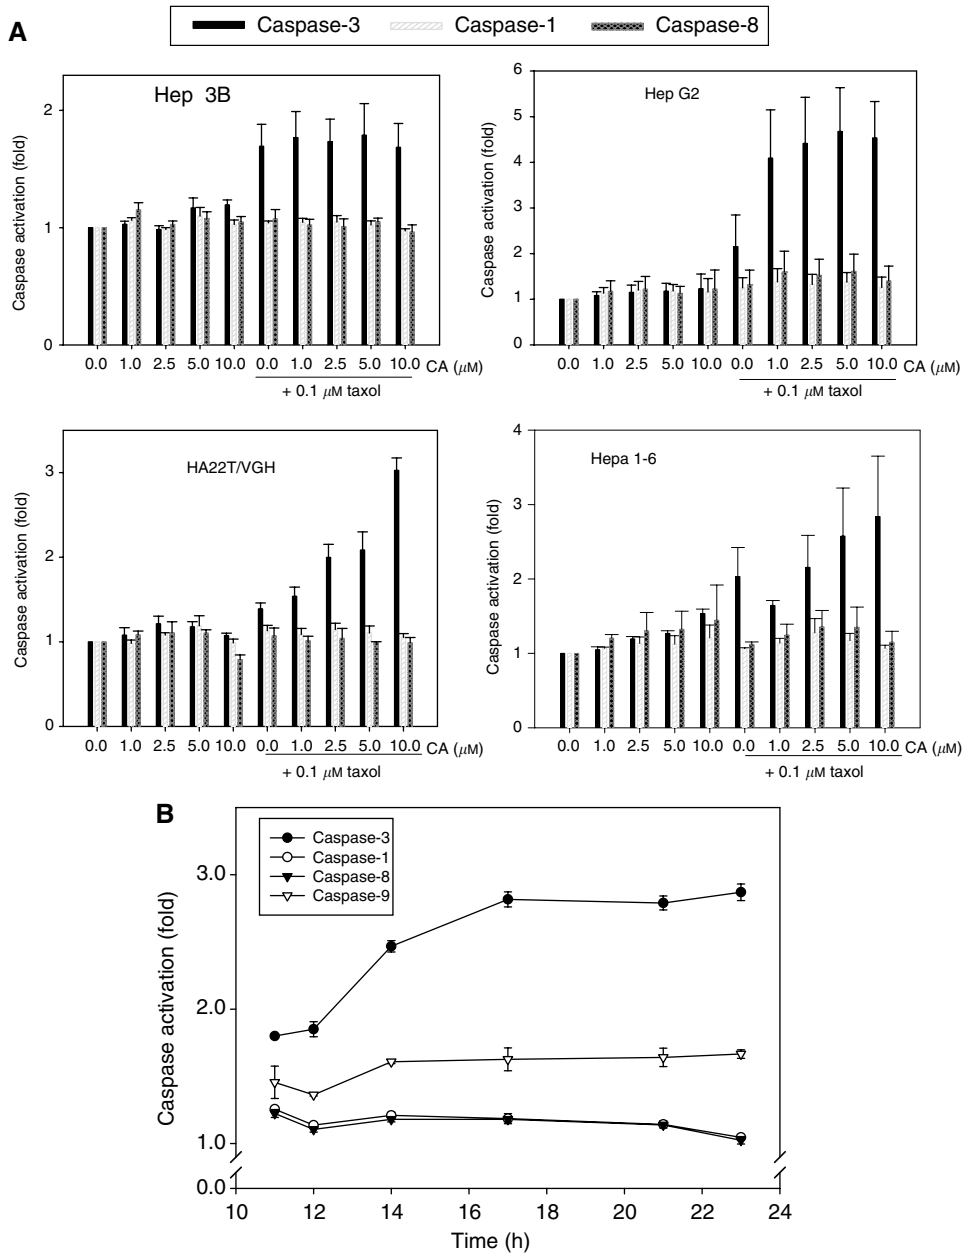 A
Caspase-3 Caspase-1 Caspase-8
Hep 3B
Caspase activation (fold)
2
1
0
0.0 1.0 2.5 5.0 10.0 0.0 1.0 2.5 5.0 10.0 CA (μM)
+ 0.1 μM taxol
Hep G2
Caspase activation (fold)
6
5
4
3
2
1
0
0.0 1.0 2.5 5.0 10.0 0.0 1.0 2.5 5.0 10.0 CA (μM)
+ 0.1 μM taxol
HA22T/VGH
Caspase activation (fold)
3
2
1
0
0.0 1.0 2.5 5.0 10.0 0.0 1.0 2.5 5.0 10.0 CA (μM)
+ 0.1 μM taxol
Hepa 1-6
Caspase activation (fold)
4
3
2
1
0
0.0 1.0 2.5 5.0 10.0 0.0 1.0 2.5 5.0 10.0 CA (μM)
+ 0.1 μM taxol
B
Caspase-3
Caspase-1
Caspase-8
Caspase-9
Caspase activation (fold)
3.0
2.0
1.0
0.0
10 12 14 16 18 20 22 24
Time (h)